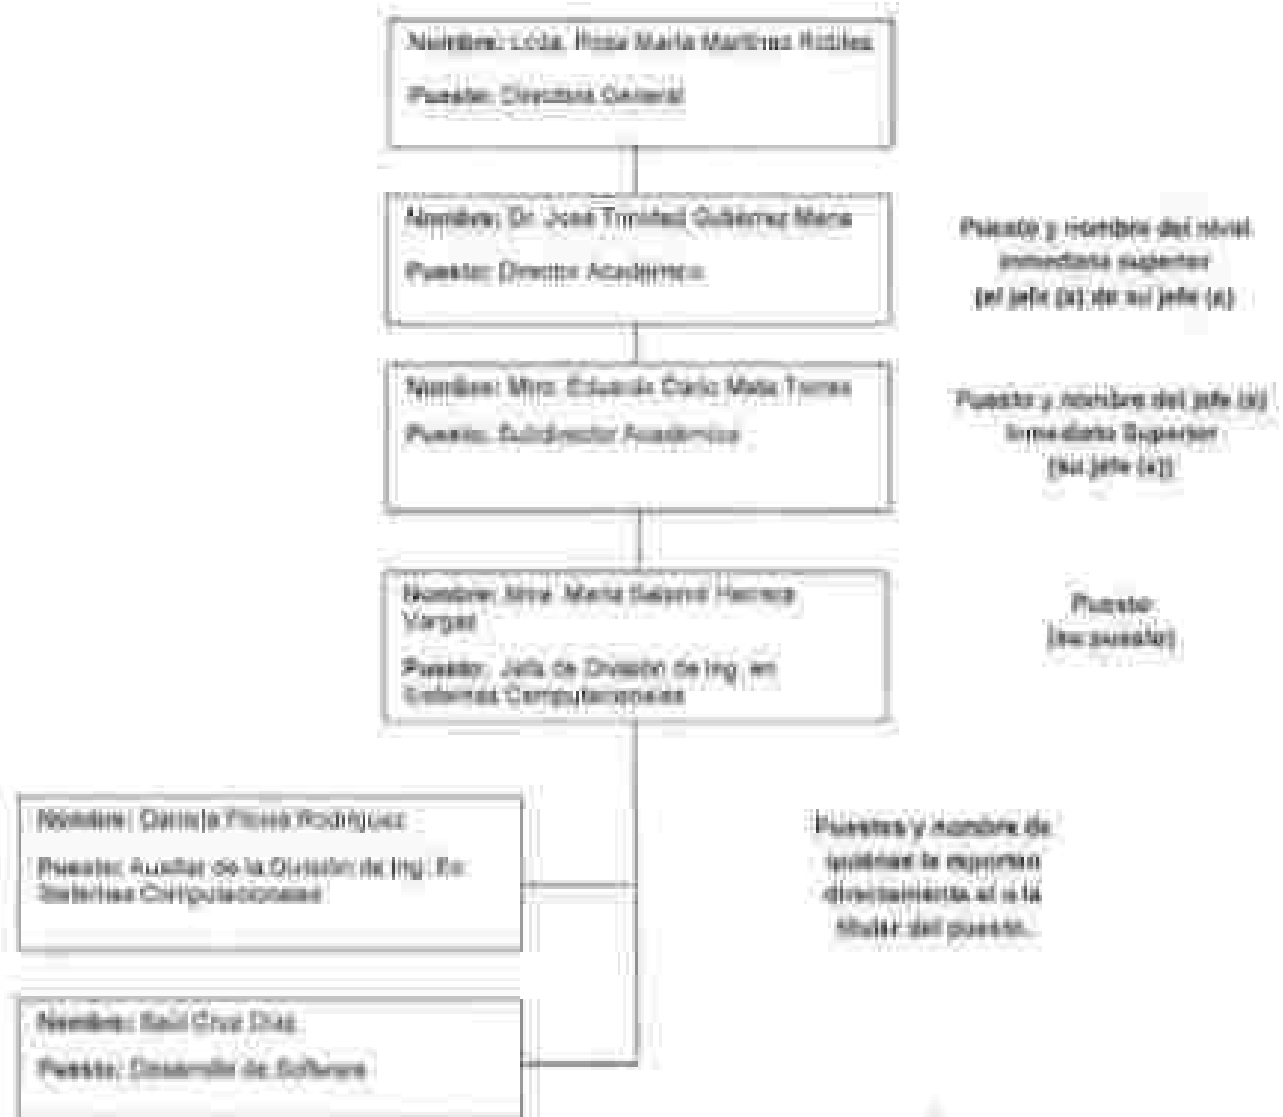 Nombre: Lcda. Rosa María Martínez Robles
Puesto: Directora General
Nombre: Dr. José Trinidad Gutiérrez Mena
Puesto: Director Académico
Puesto y nombre del nivel
inmediato superior
(el jefe (a) de su jefe (a)
Nombre: Mtro. Eduardo Mata Torres
Puesto: Subdirector Académico
Puesto y nombre del jefe (a)
Inmediato Superior
(su jefe (a))
Nombre: Mtra. María Herrera
Vargas
Puesto: Jefa de División de Ing. en
Sistemas Computacionales
Puesto
(su puesto)
Nombre: Daniela Flores Rodríguez
Puesto: Auxiliar de la División de Ing. En
Sistemas Computacionales
Puestos y nombre de
quiénes le reportan
directamente al o la
titular del puesto.
Nombre: Saúl Cruz Díaz
Puesto: Desarrollo de Software